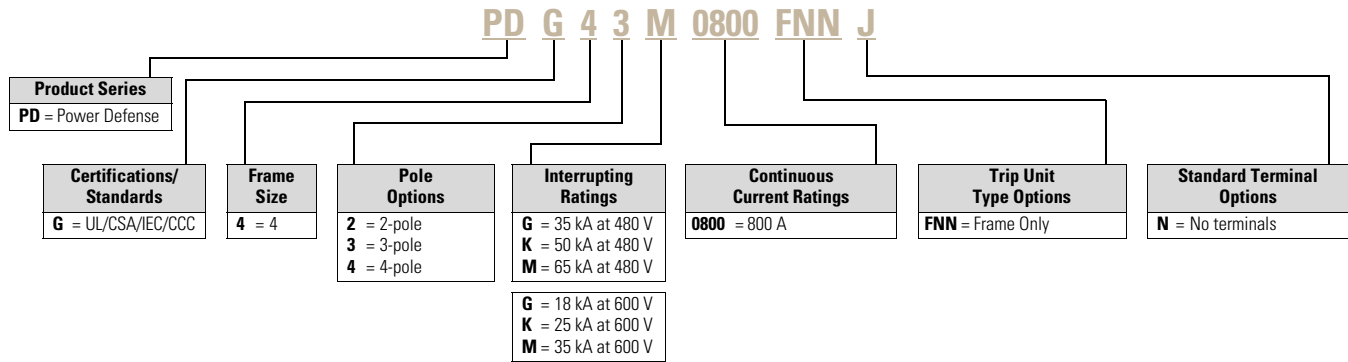 PD G 4 3 M 0800 FNN J
Product Series
PD = Power Defense
Certifications/
Standards
G = UL/CSA/IEC/CCC
Frame
Size
4 = 4
Pole
Options
2 = 2-pole
3 = 3-pole
4 = 4-pole
Interrupting
Ratings
G = 35 kA at 480 V
K = 50 kA at 480 V
M = 65 kA at 480 V
G = 18 kA at 600 V
K = 25 kA at 600 V
M = 35 kA at 600 V
Continuous
Current Ratings
0800 = 800 A
Trip Unit
Type Options
FNN = Frame Only
Standard Terminal
Options
N = No terminals